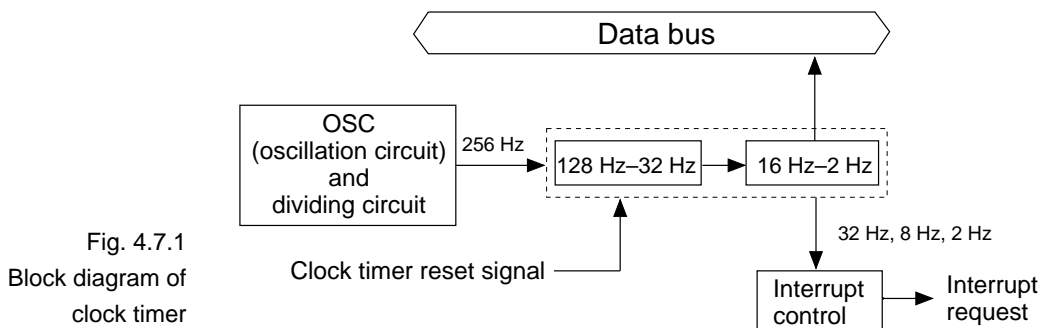 Data bus
OSC
(oscillation circuit)
and
dividing circuit
256 Hz
128 Hz–32 Hz
16 Hz–2 Hz
32 Hz, 8 Hz, 2 Hz
Clock timer reset signal
Interrupt
control
Interrupt
request
Fig. 4.7.1
Block diagram of
clock timer